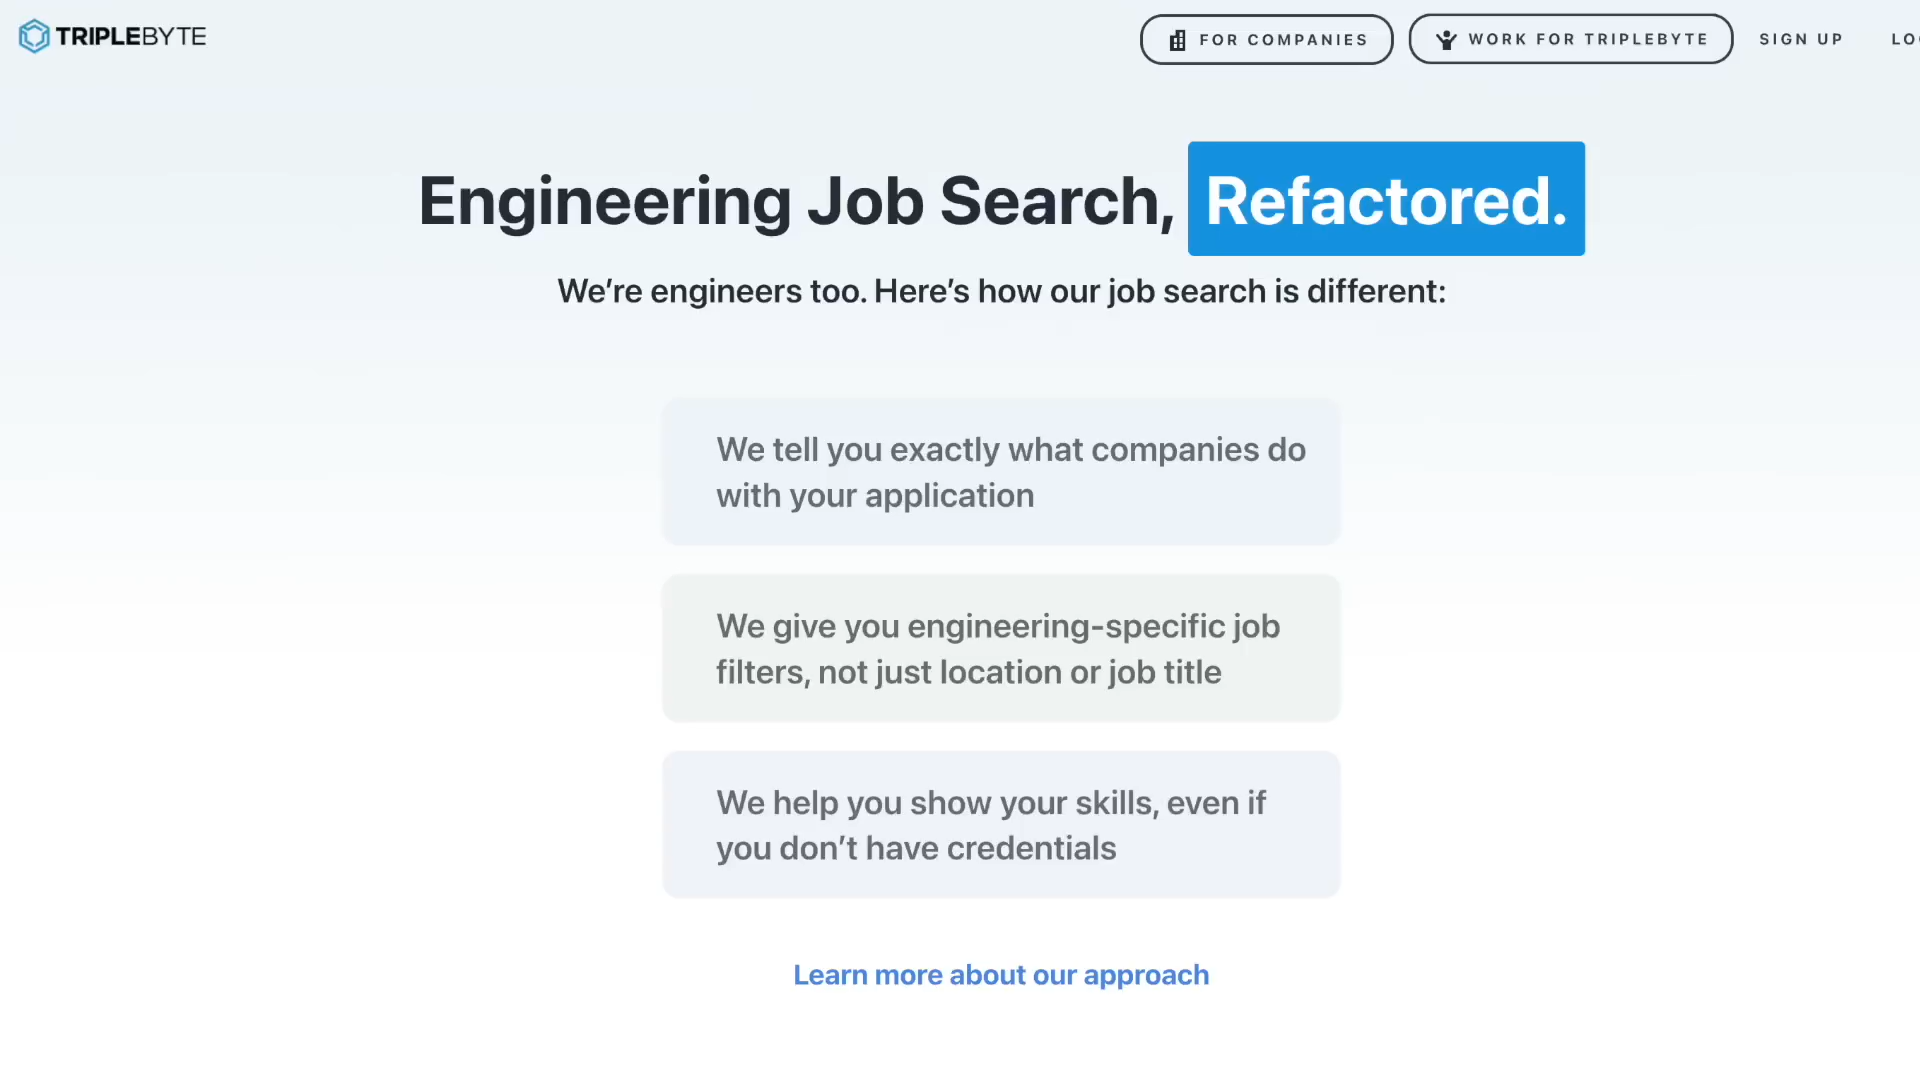 TRIPLEBYTE
FOR COMPANIES
WORK FOR TRIPLEBYTE
SIGN UP
Engineering Job Search, Refactored.
We’re engineers too. Here’s how our job search is different:
We tell you exactly what companies do
with your application
We give you engineering-specific job
filters, not just location or job title
We help you show your skills, even if
you don’t have credentials
Learn more about our approach